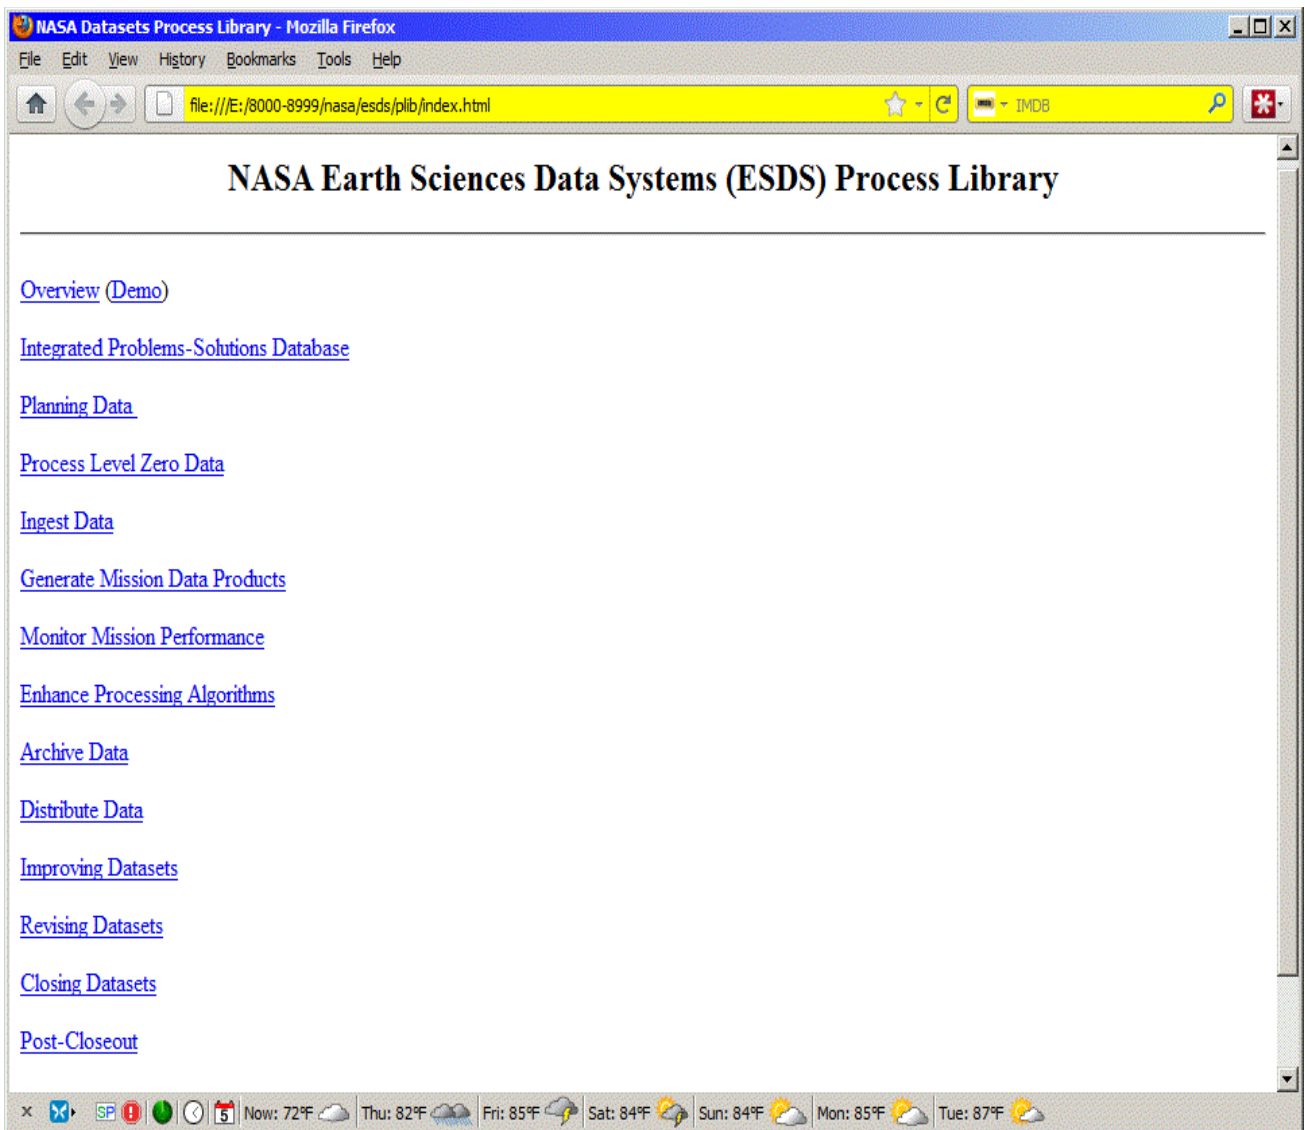 NASA Datasets Process Library - Mozilla Firefox
File Edit View History Bookmarks Tools Help
file:///E:/8000-8999/nasa/esds/plib/index.html IMDB
NASA Earth Sciences Data Systems (ESDS) Process Library
Overview (Demo)
Integrated Problems-Solutions Database
Planning Data
Process Level Zero Data
Ingest Data
Generate Mission Data Products
Monitor Mission Performance
Enhance Processing Algorithms
Archive Data
Distribute Data
Improving Datasets
Revising Datasets
Closing Datasets
Post-Closeout
SP 5 Now: 72°F Thu: 82°F Fri: 85°F Sat: 84°F Sun: 84°F Mon: 85°F Tue: 87°F